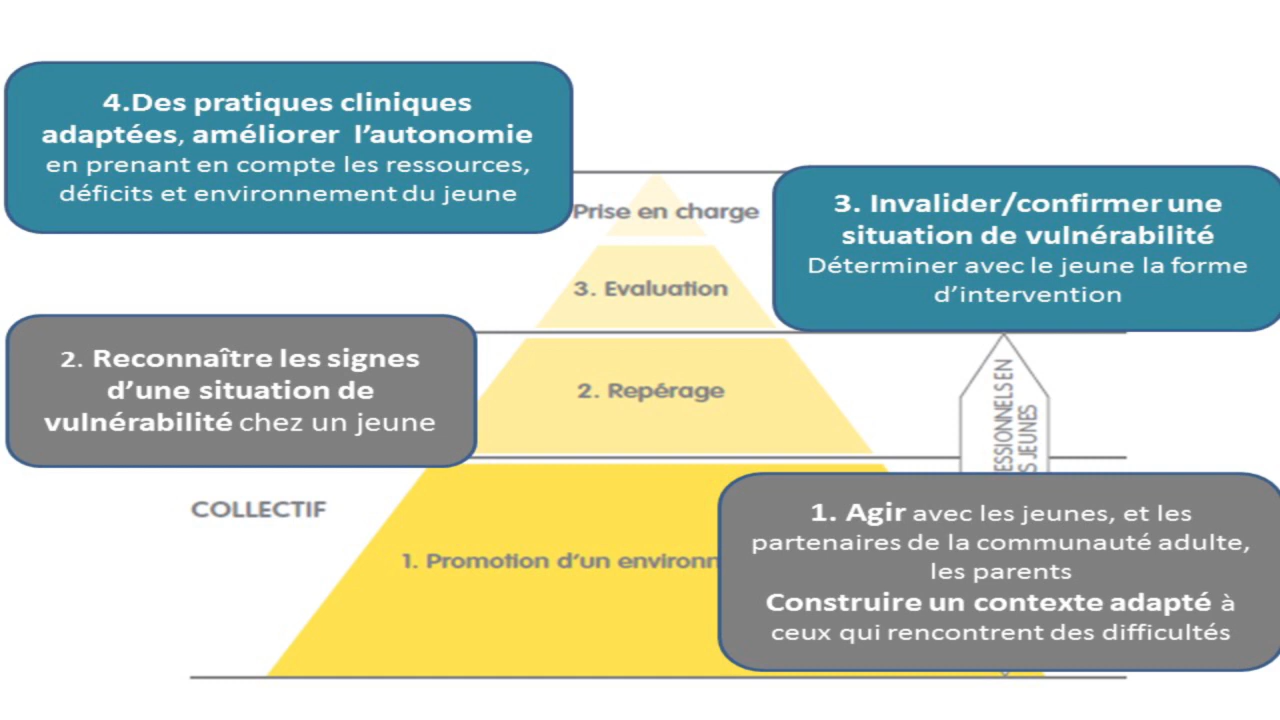 4.Des pratiques cliniques
adaptées, améliorer l'autonomie
en prenant en compte les ressources,
déficits et environnement du jeune
Prise en charge
3. Invalider/confirmer une
situation de vulnérabilité
Déterminer avec le jeune la forme
d'intervention
3. Evaluation
2. Reconnaître les signes
d'une situation de
vulnérabilité chez un jeune
2. Repérage
ESSIONNELS EN
S JEUNES
COLLECTIF
1. Promotion d'un environn
1. Agir avec les jeunes, et les
partenaires de la communauté adulte,
les parents
Construire un contexte adapté à
ceux qui rencontrent des difficultés